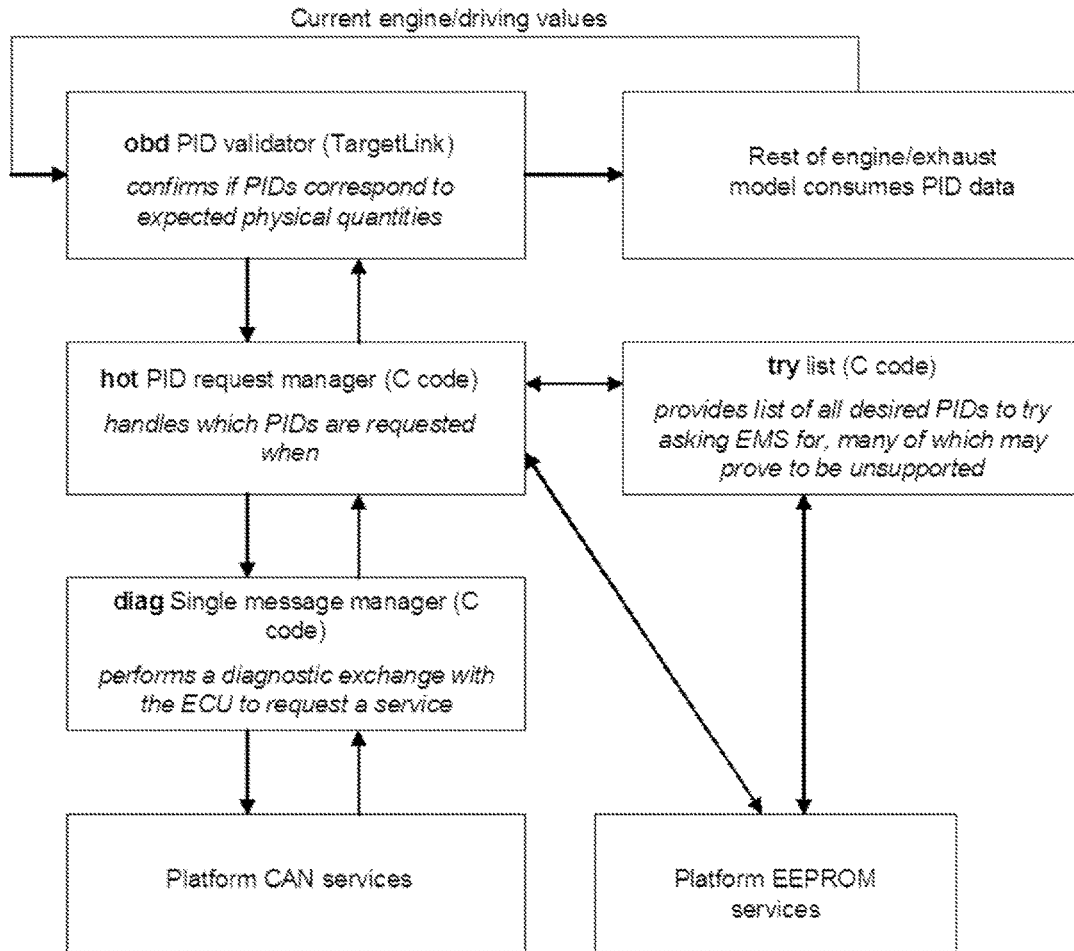 Current engine/driving values
obd PID validator (TargetLink)
confirms if PIDs correspond to
expected physical quantities
Rest of engine/exhaust
model consumes PID data
hot PID request manager (C code)
handles which PIDs are requested
when
try list (C code)
provides list of all desired PIDs to try
asking EMS for, many of which may
prove to be unsupported
diag Single message manager (C
code)
performs a diagnostic exchange with
the ECU to request a service
Platform CAN services
Platform EEPROM
services